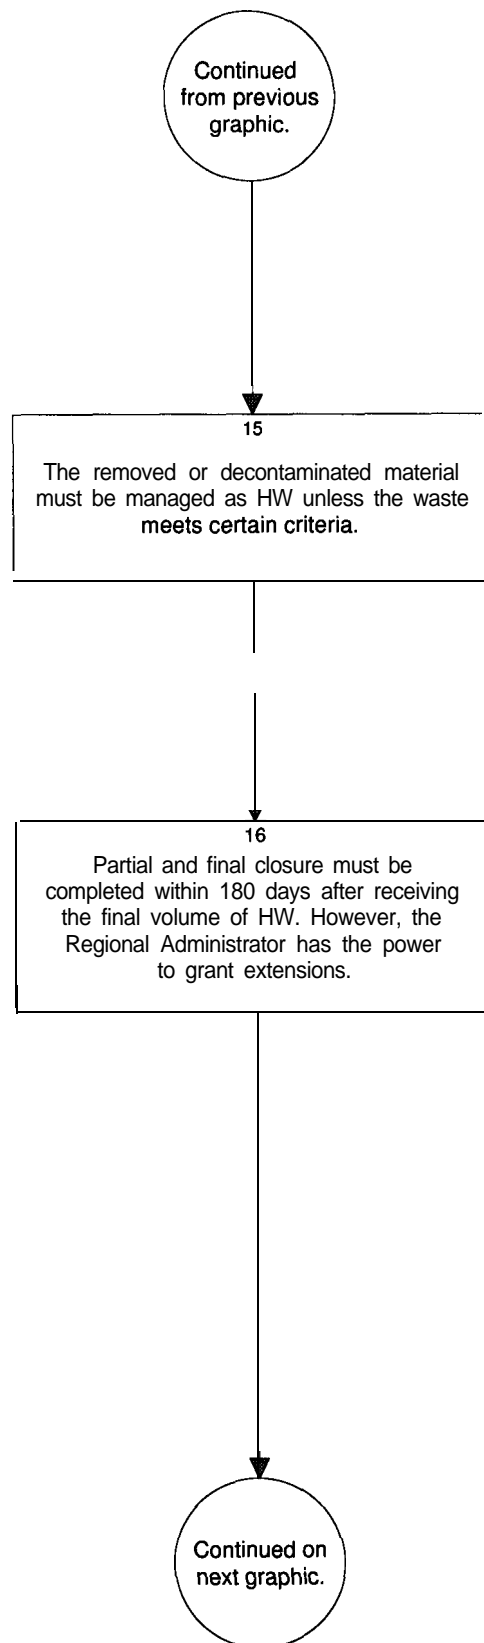 Continued
from previous
graphic.
15
The removed or decontaminated material
must be managed as HW unless the waste
meets certain criteria.
16
Partial and final closure must be
completed within 180 days after receiving
the final volume of HW. However, the
Regional Administrator has the power
to grant extensions.
Continued on
next graphic.